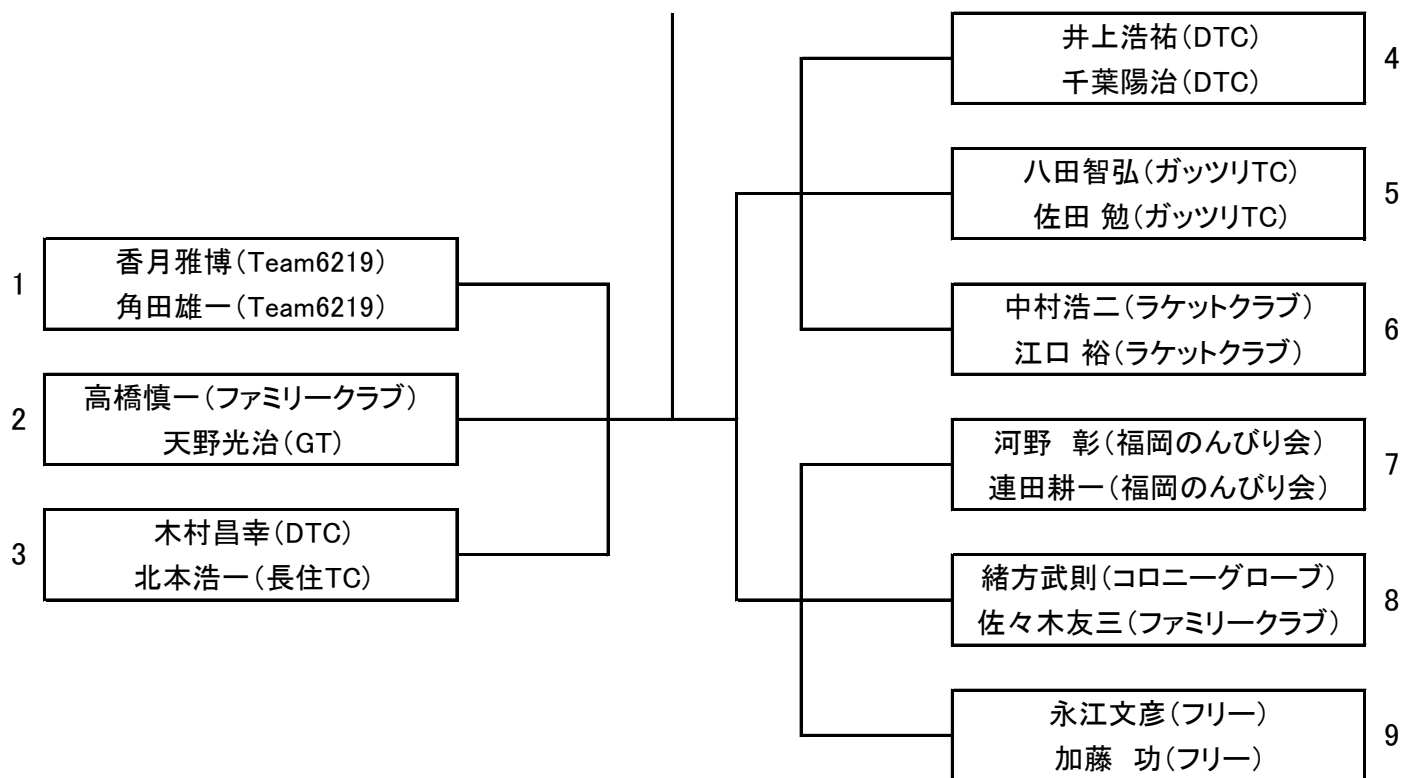 1
香月雅博(Team6219)
角田雄一(Team6219)
2
高橋慎一(ファミリークラブ)
天野光治(GT)
3
木村昌幸(DTC)
北本浩一(長住TC)
井上浩祐(DTC)
千葉陽治(DTC)
4
八田智弘(ガッツリTC)
佐田 勉(ガッツリTC)
5
中村浩二(ラケットクラブ)
江口 裕(ラケットクラブ)
6
河野　彰(福岡のんびり会)
連田耕一(福岡のんびり会)
7
緒方武則(コロニーグローブ)
佐々木友三(ファミリークラブ)
8
永江文彦(フリー)
加藤　功(フリー)
9